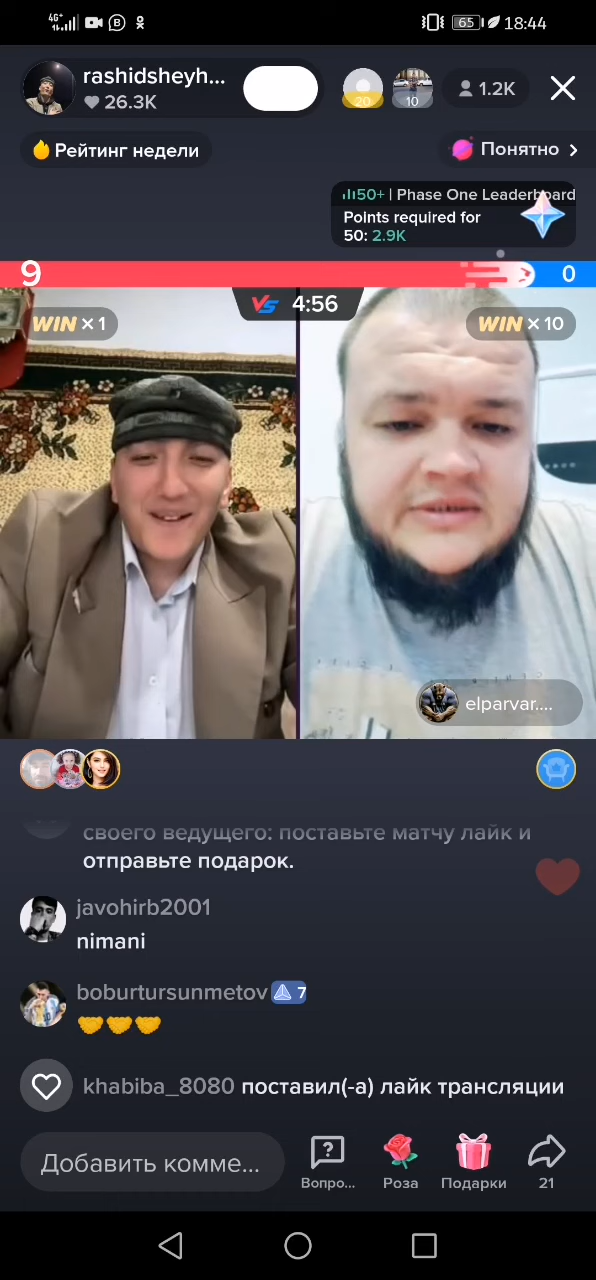 4G+
65
18:44
rashidsheyh...
26.3K
20
10
1.2K
Рейтинг недели
Понятно
50+ | Phase One Leaderboard
Points required for
50: 2.9K
9
0
WIN × 1
VS 4:56
WIN × 10
elparvar....
своего ведущего: поставьте матчу лайк и
отправьте подарок.
javohirb2001
nimani
boburtursunmetov 7
khabiba_8080 поставил(-а) лайк трансляции
Добавить комме...
Вопро...
Роза
Подарки
21